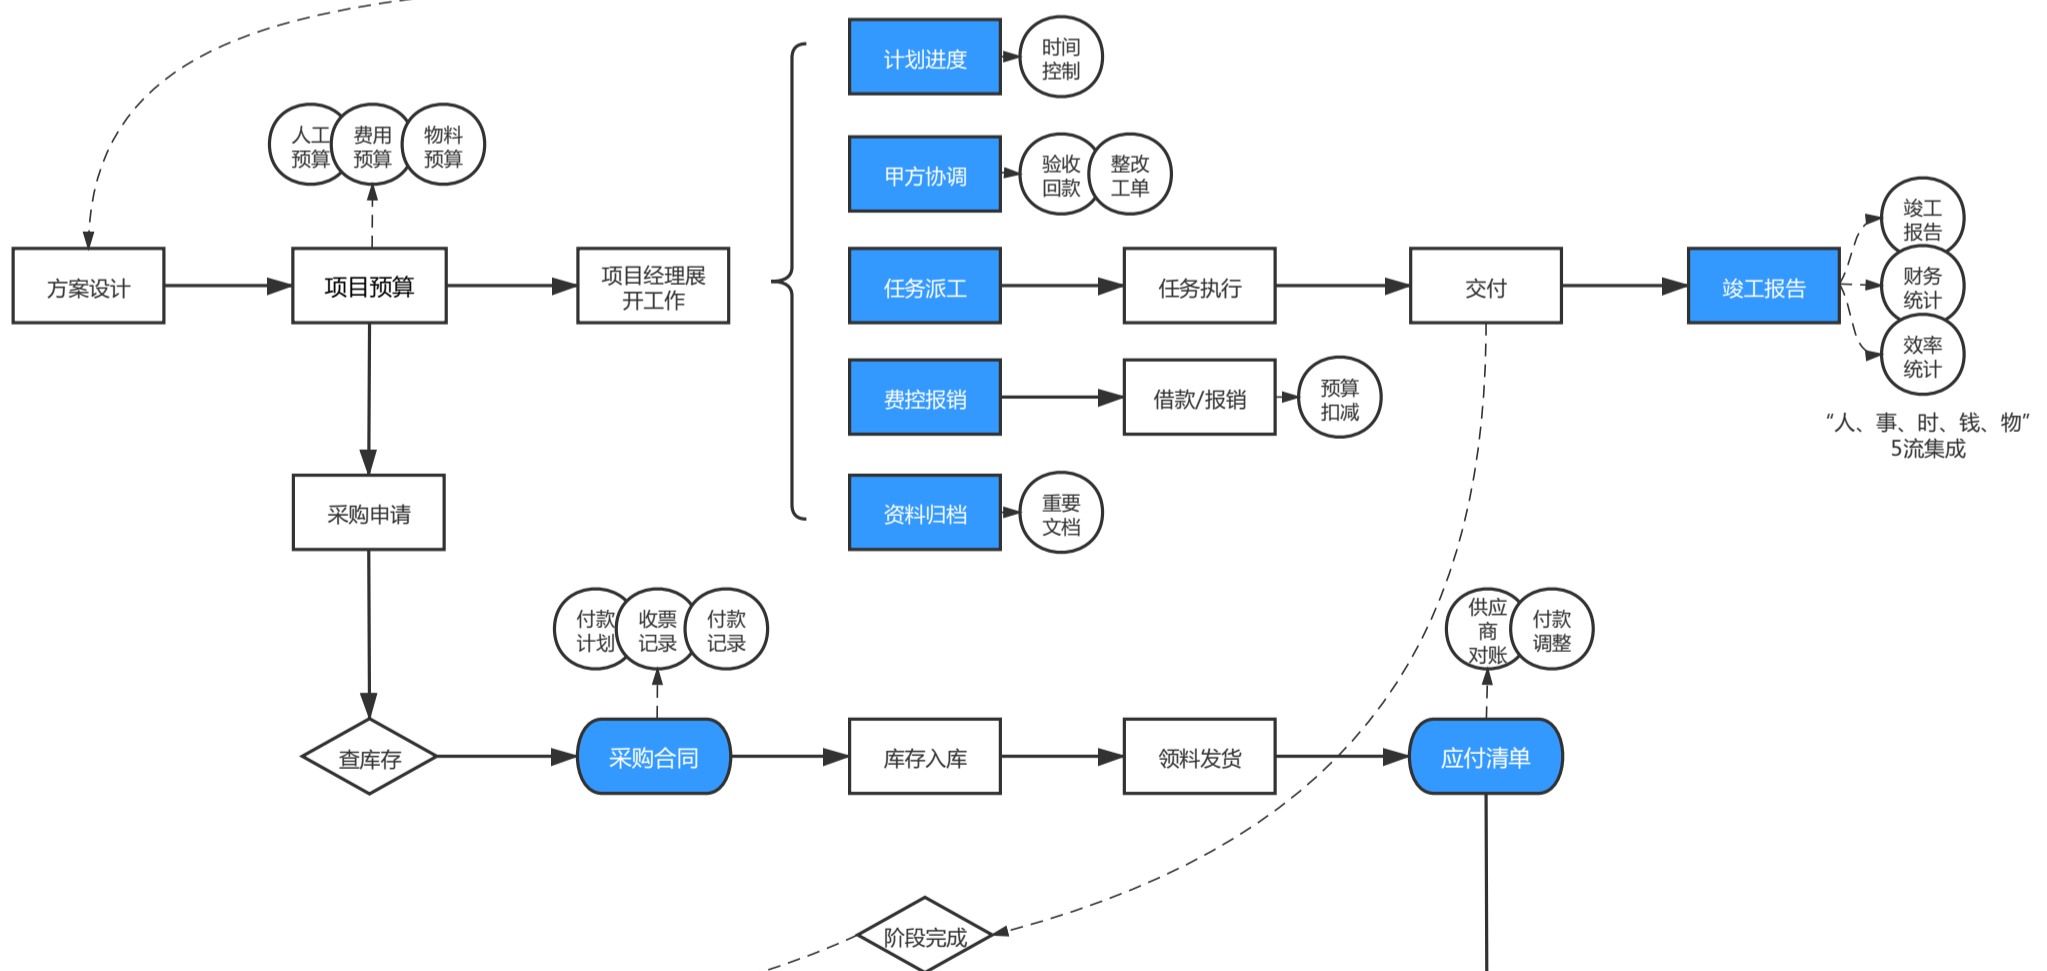 计划进度
时间
控制
人工
预算
费用
预算
物料
预算
甲方协调
验收
回款
整改
工单
竣工
报告
方案设计
项目预算
项目经理展
开工作
任务派工
任务执行
交付
竣工报告
财务
统计
效率
统计
费控报销
借款/报销
预算
扣减
“人、事、时、钱、物”
5流集成
采购申请
资料归档
重要
文档
付款
计划
收票
记录
付款
记录
供应
商
对账
付款
调整
查库存
采购合同
库存入库
领料发货
应付清单
阶段完成